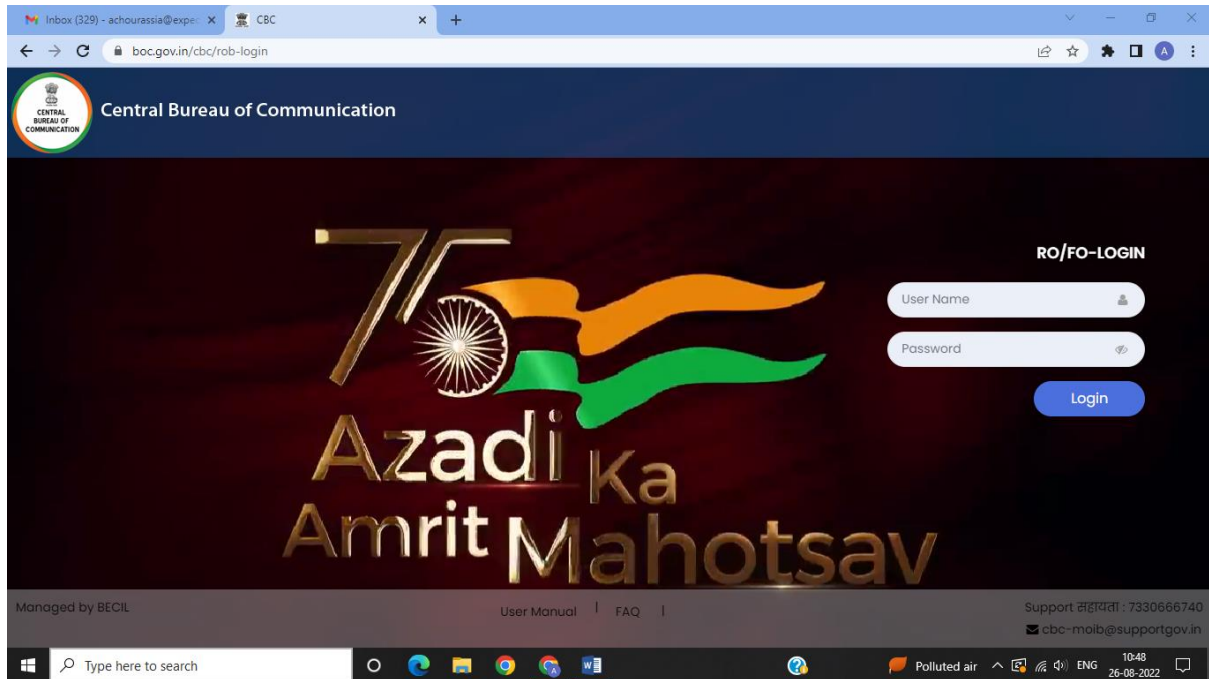 Inbox (329) - achourassia@exped
CBC
boc.gov.in/cbc/rob-login
A
CENTRAL
BUREAU OF
COMMUNICATION
Central Bureau of Communication
75
RO/FO-LOGIN
User Name
Password
Login
Azadi Ka
Amrit Mahotsav
Managed by BECIL
User Manual | FAQ |
Support सहायता : 7330666740
cbc-moib@supportgov.in
Type here to search
Polluted air
ENG
10:48
26-08-2022